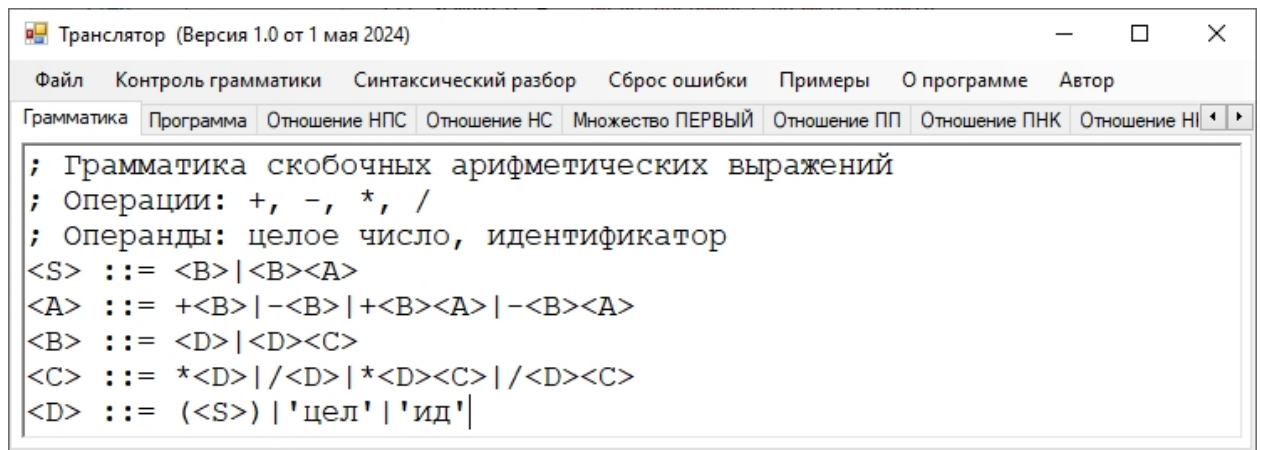 Транслятор (Версия 1.0 от 1 мая 2024)
Файл Контроль грамматики Синтаксический разбор Сброс ошибки Примеры О программе Автор
Грамматика Программа Отношение НПС Отношение НС Множество ПЕРВЫЙ Отношение ПП Отношение ПНК Отношение
; Грамматика скобочных арифметических выражений
; Операции: +, -, *, /
; Операнды: целое число, идентификатор
<S> ::= <B>|<B><A>
<A> ::= +<B>|-<B>|+<B><A>|-<B><A>
<B> ::= <D>|<D><C>
<C> ::= *<D>|/<D>|*<D><C>|/<D><C>
<D> ::= (<S>)|'цел'|'ид'